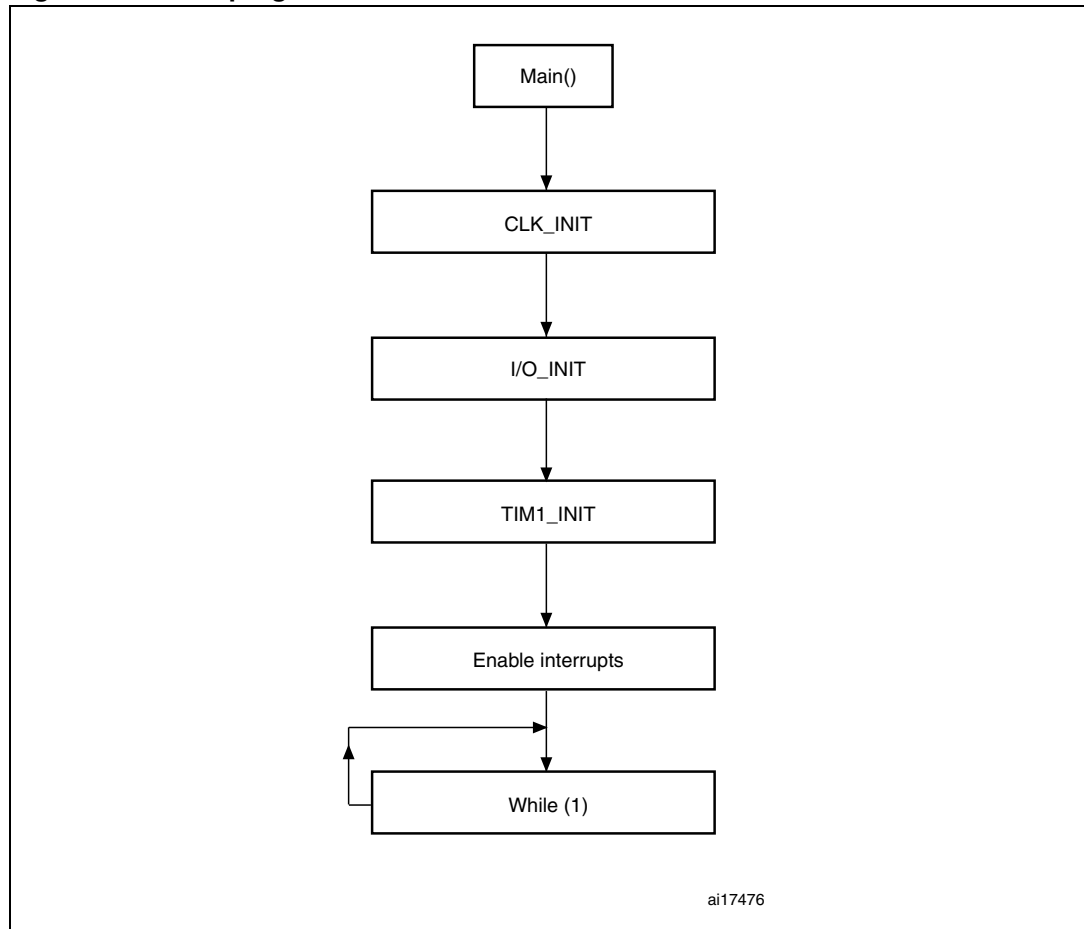 Main()
CLK_INIT
I/O_INIT
TIM1_INIT
Enable interrupts
While (1)
ai17476